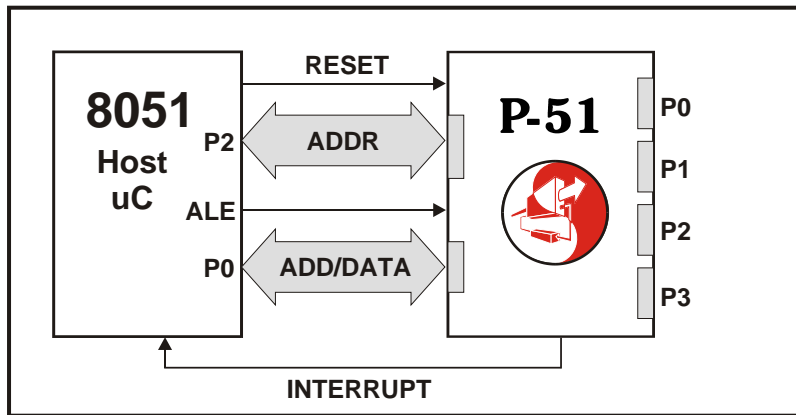 RESET
8051
Host
uC
P2
ADDR
ALE
P0
ADD/DATA
INTERRUPT
P-51
P0
P1
P2
P3